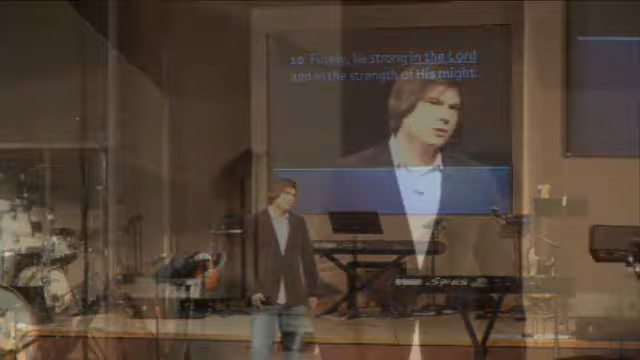 10 Finally, be strong in the Lord
and in the strength of His might.